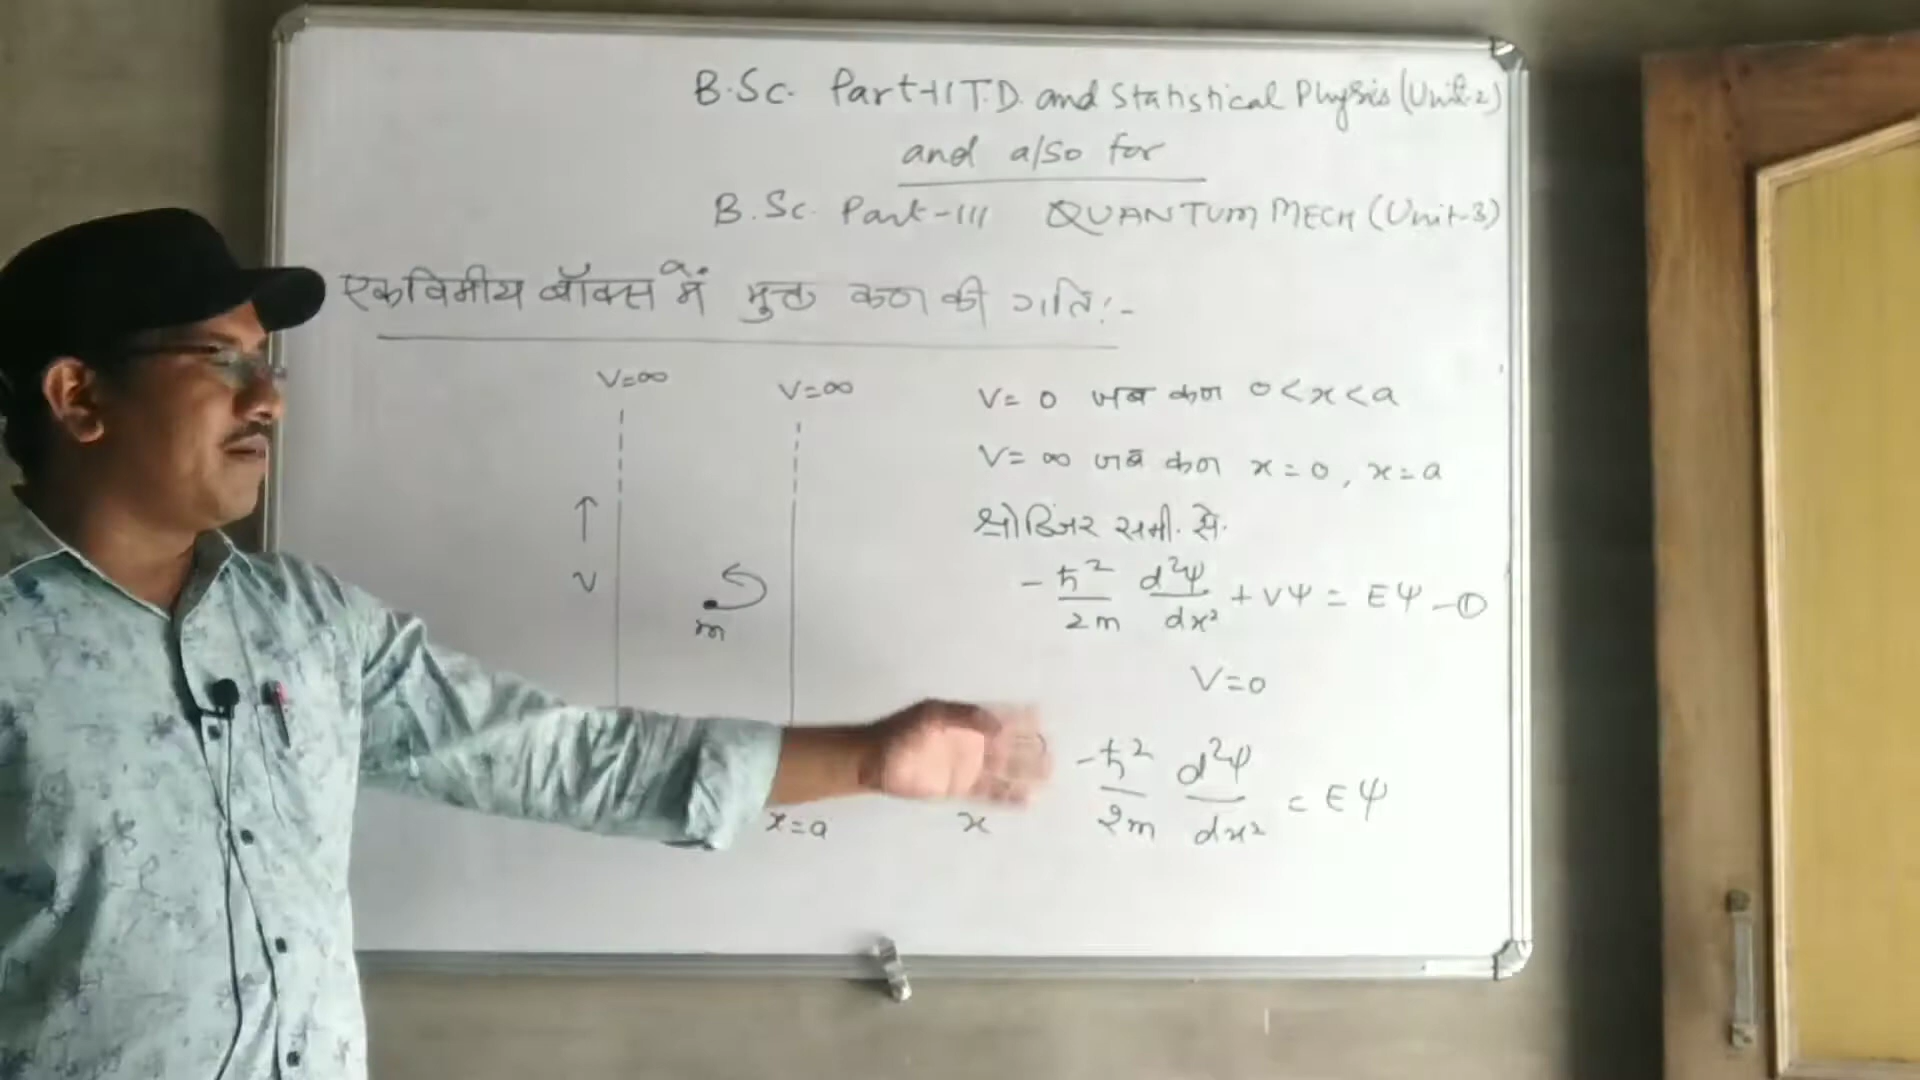 B.Sc. Part-II T.D. and Statistical Physics (Unit-2)
and also for
B.Sc. Part-III QUANTUM MECH (Unit-3)
एकविमीय बॉक्स में मुक्त कण की गति:-
V=∞
V=∞
V
m
x=a
x
V= 0 जब कण 0<x<a
V= ∞ जब कण x=0, x=a
श्रोडिंजर समी. से.
-ħ²/2m d²ψ/dx² + Vψ = Eψ -①
V=0
-ħ²/2m d²ψ/dx² = Eψ